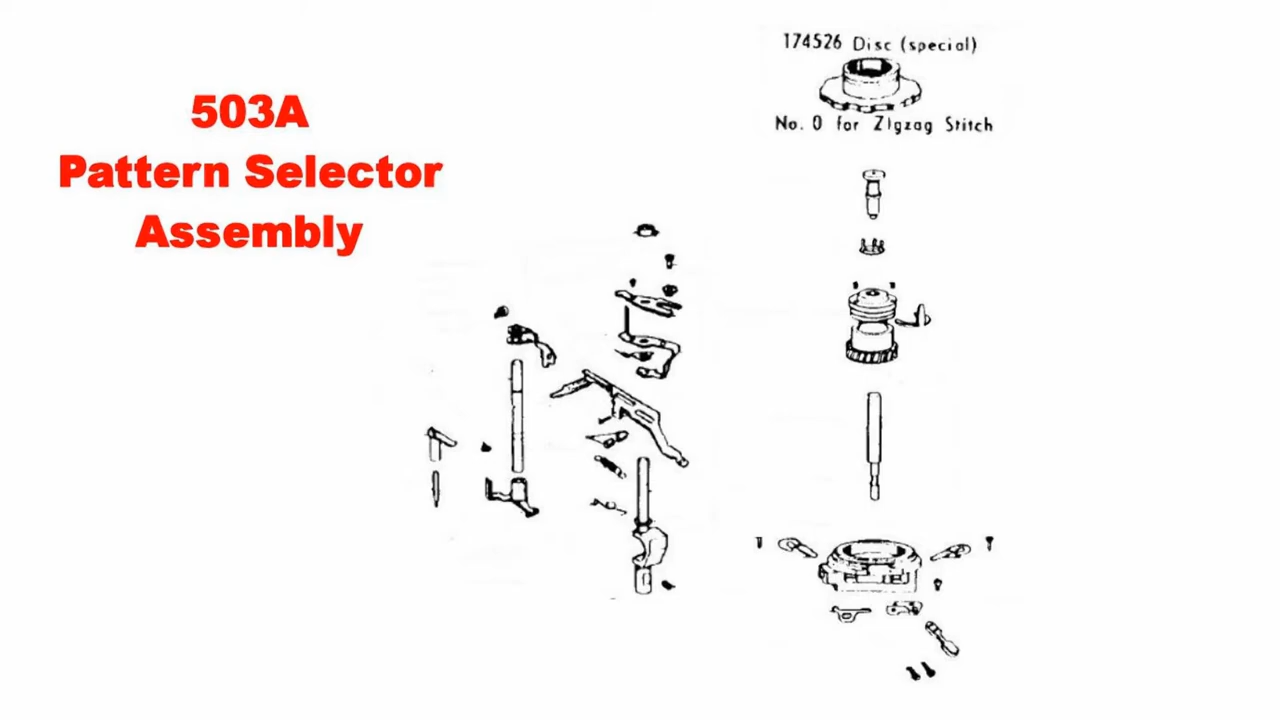 503A
Pattern Selector
Assembly
174526 Disc (special)
No. 0 for Zigzag Stitch